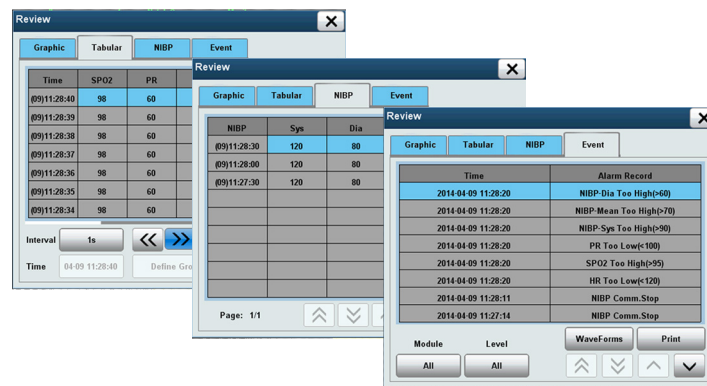 Review
Graphic Tabular NIBP Event
Time SPO2 PR
(09)11:28:40 98 60
(09)11:28:39 98 60
(09)11:28:38 98 60
(09)11:28:37 98 60
(09)11:28:36 98 60
(09)11:28:35 98 60
(09)11:28:34 98 60
Interval 1s
Time 04-09 11:28:40 Define Gro
Review
Graphic Tabular NIBP Event
NIBP Sys Dia
(09)11:28:30 120 80
(09)11:28:00 120 80
(09)11:27:30 120 80
Page: 1/1
Review
Graphic Tabular NIBP Event
Time Alarm Record
2014-04-09 11:28:20 NIBP-Dia Too High(>60)
2014-04-09 11:28:20 NIBP-Mean Too High(>70)
2014-04-09 11:28:20 NIBP-Sys Too High(>90)
2014-04-09 11:28:20 PR Too Low(<100)
2014-04-09 11:28:20 SPO2 Too High(>95)
2014-04-09 11:28:20 HR Too Low(<120)
2014-04-09 11:28:11 NIBP Comm.Stop
2014-04-09 11:27:14 NIBP Comm.Stop
Module Level WaveForms Print
All All